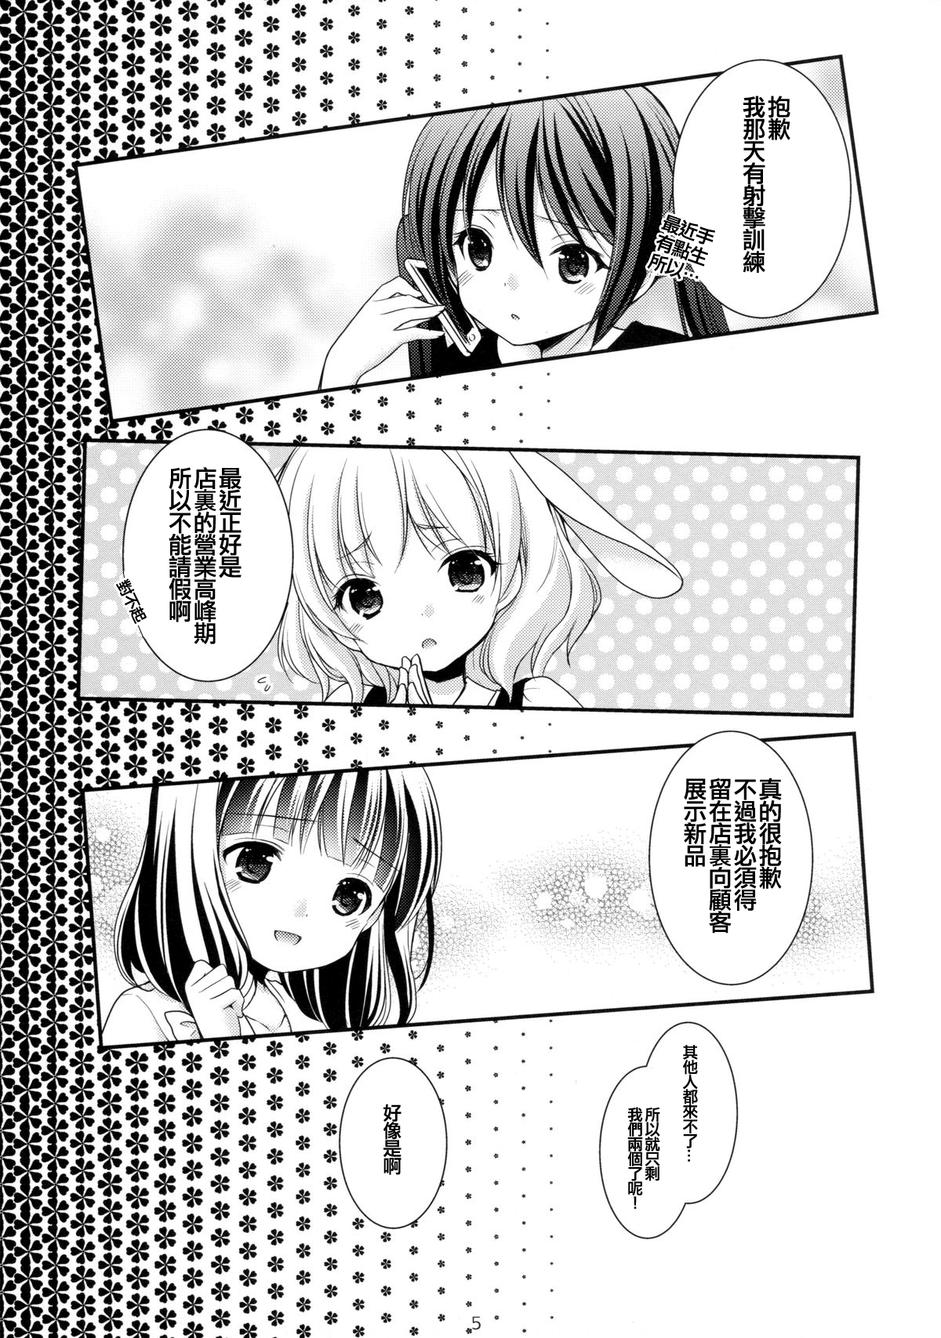 抱歉
我那天有射擊訓練
最近手
有點生
所以…
最近正好是
店裏的營業高峰期
所以不能請假啊
對不起
真的很抱歉
不過我必須得
留在店裏向顧客
展示新品
其他人都來不了…
所以就只剩
我們兩個了呢！
好像是啊
5